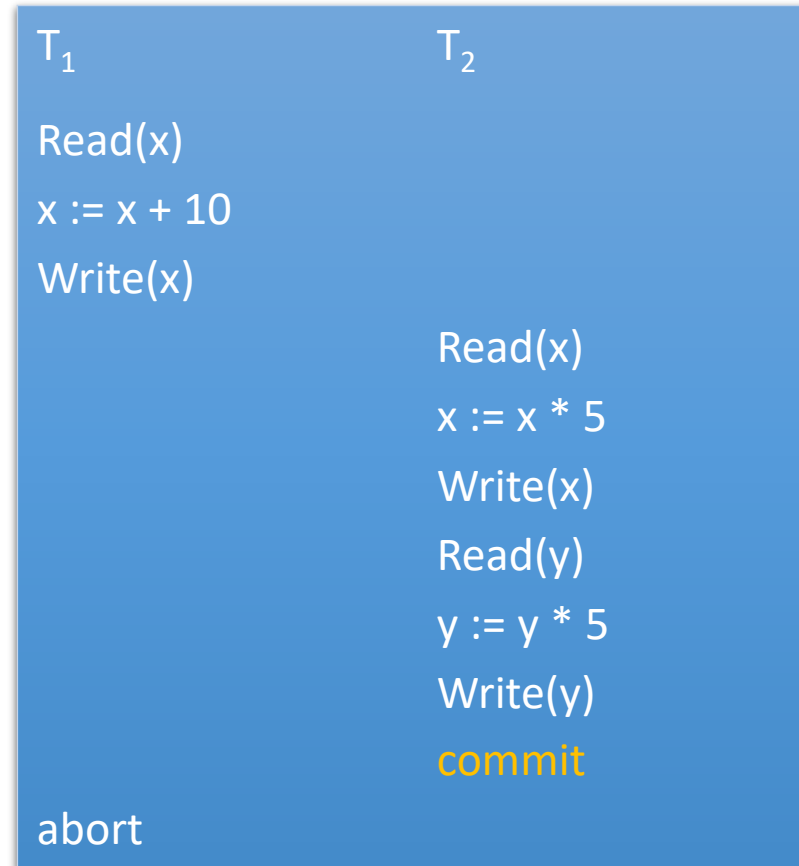 T₁ T₂
Read(x)
x := x + 10
Write(x)
Read(x)
x := x * 5
Write(x)
Read(y)
y := y * 5
Write(y)
commit
abort